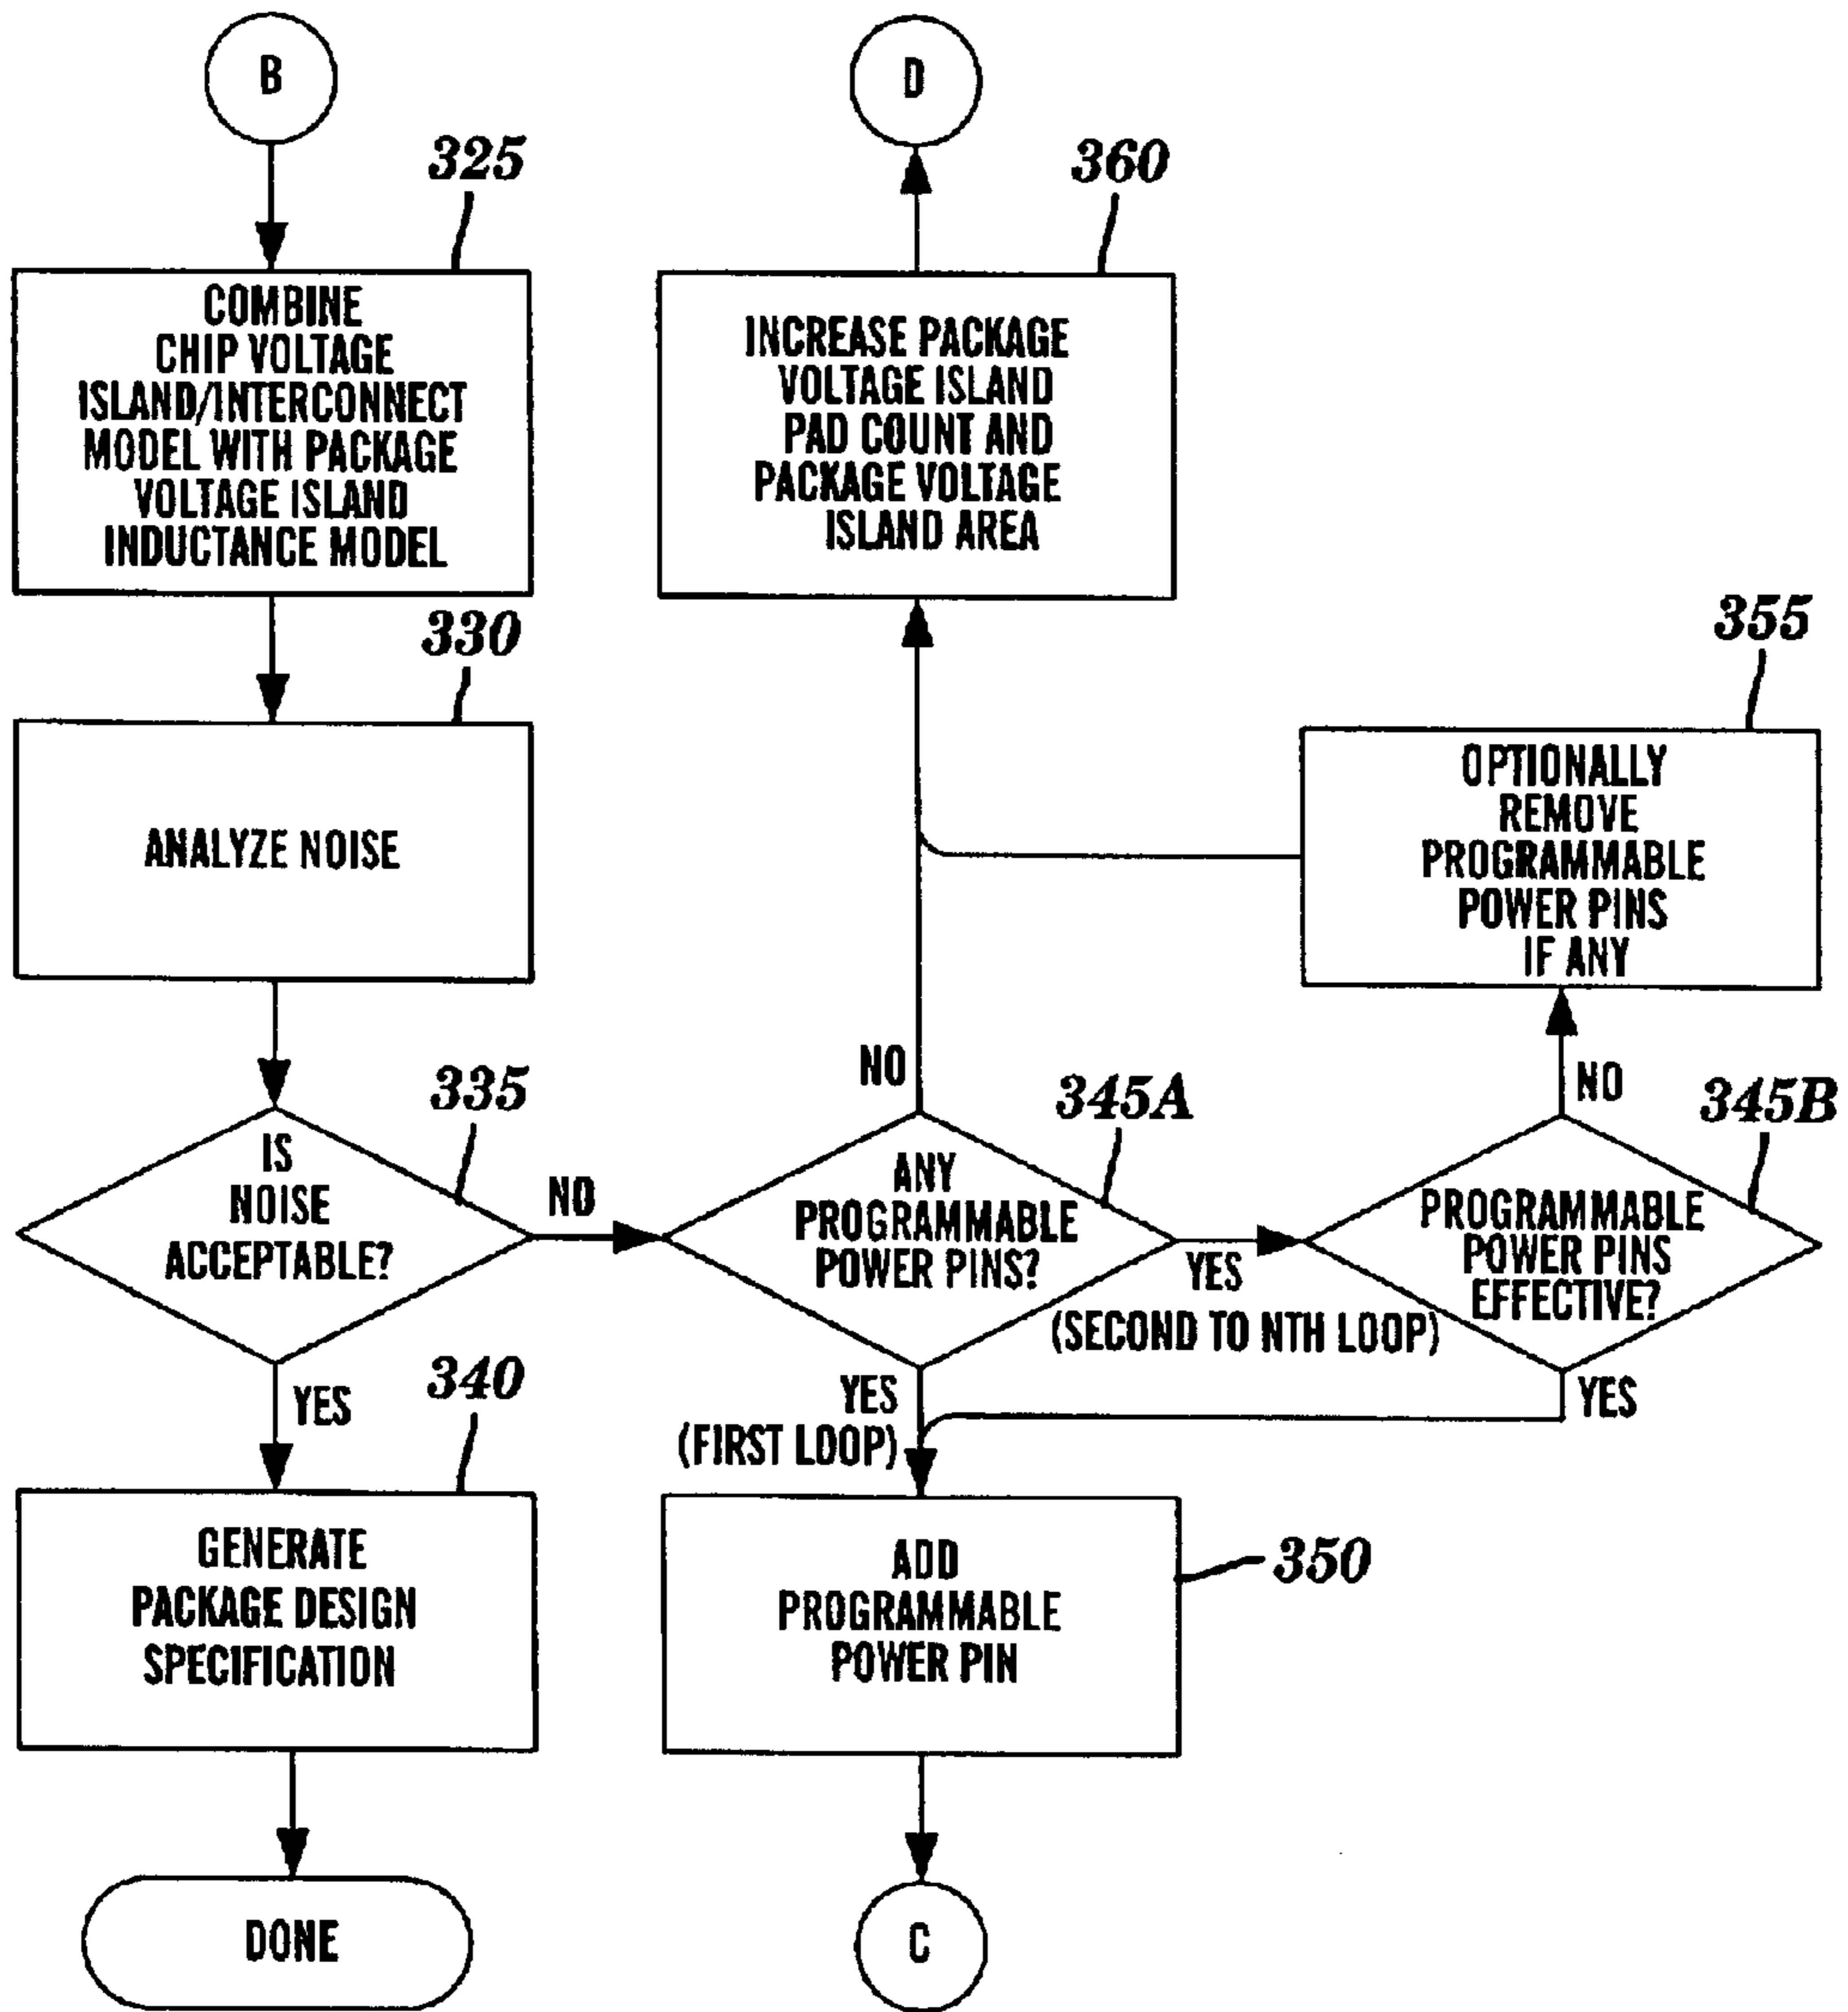 B
325
COMBINE
CHIP VOLTAGE
ISLAND/INTERCONNECT
MODEL WITH PACKAGE
VOLTAGE ISLAND
INDUCTANCE MODEL
330
ANALYZE NOISE
335
IS
NOISE
ACCEPTABLE?
NO
YES
340
GENERATE
PACKAGE DESIGN
SPECIFICATION
DONE
D
360
INCREASE PACKAGE
VOLTAGE ISLAND
PAD COUNT AND
PACKAGE VOLTAGE
ISLAND AREA
355
OPTIONALLY
REMOVE
PROGRAMMABLE
POWER PINS
IF ANY
NO
345A
ANY
PROGRAMMABLE
POWER PINS?
YES
(SECOND TO NTH LOOP)
NO
345B
PROGRAMMABLE
POWER PINS
EFFECTIVE?
YES
YES
(FIRST LOOP)
ADD
PROGRAMMABLE
POWER PIN
350
C